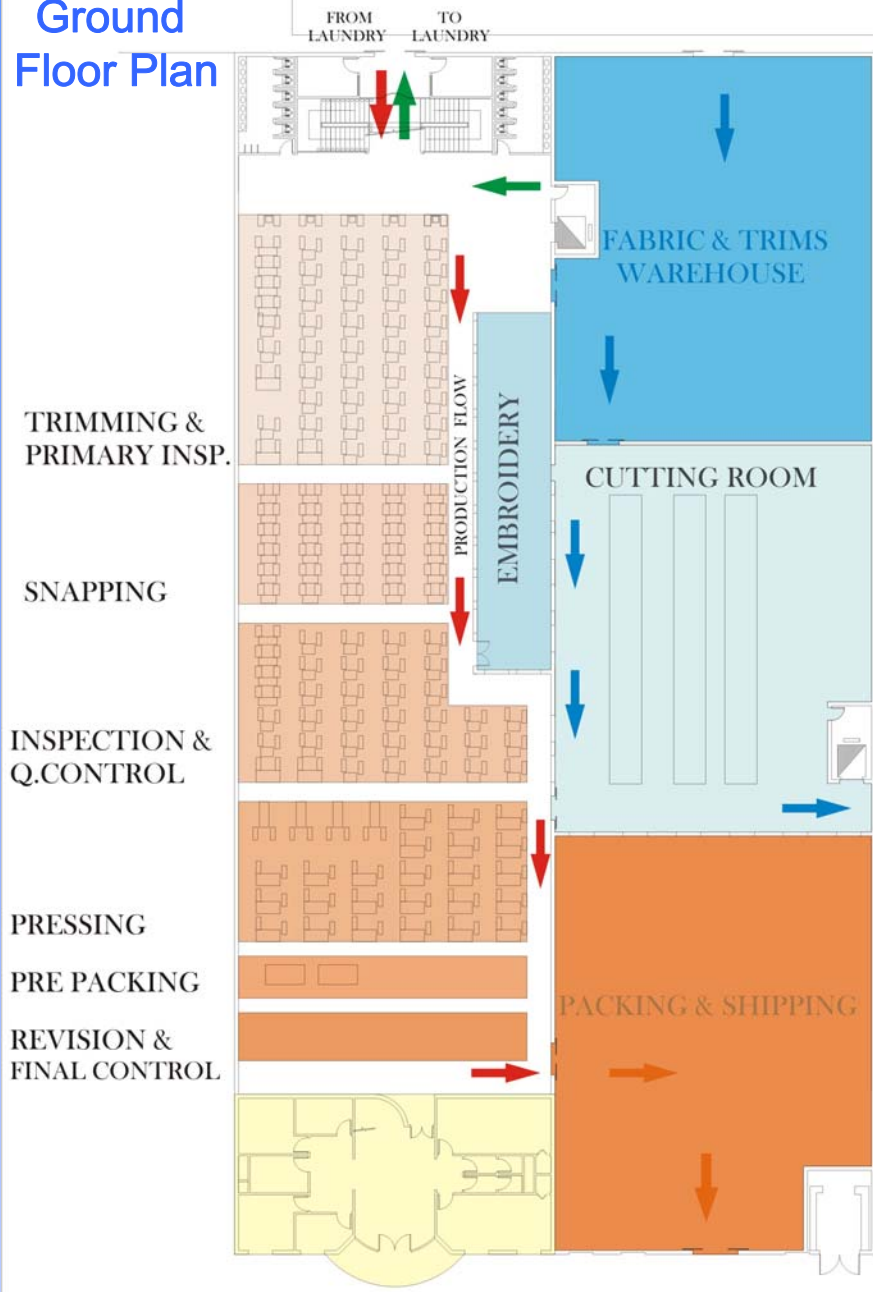 Ground
Floor Plan
FROM
LAUNDRY
TO
LAUNDRY
FABRIC & TRIMS
WAREHOUSE
TRIMMING &
PRIMARY INSP.
PRODUCTION FLOW
EMBROIDERY
CUTTING ROOM
SNAPPING
INSPECTION &
Q.CONTROL
PRESSING
PRE PACKING
PACKING & SHIPPING
REVISION &
FINAL CONTROL